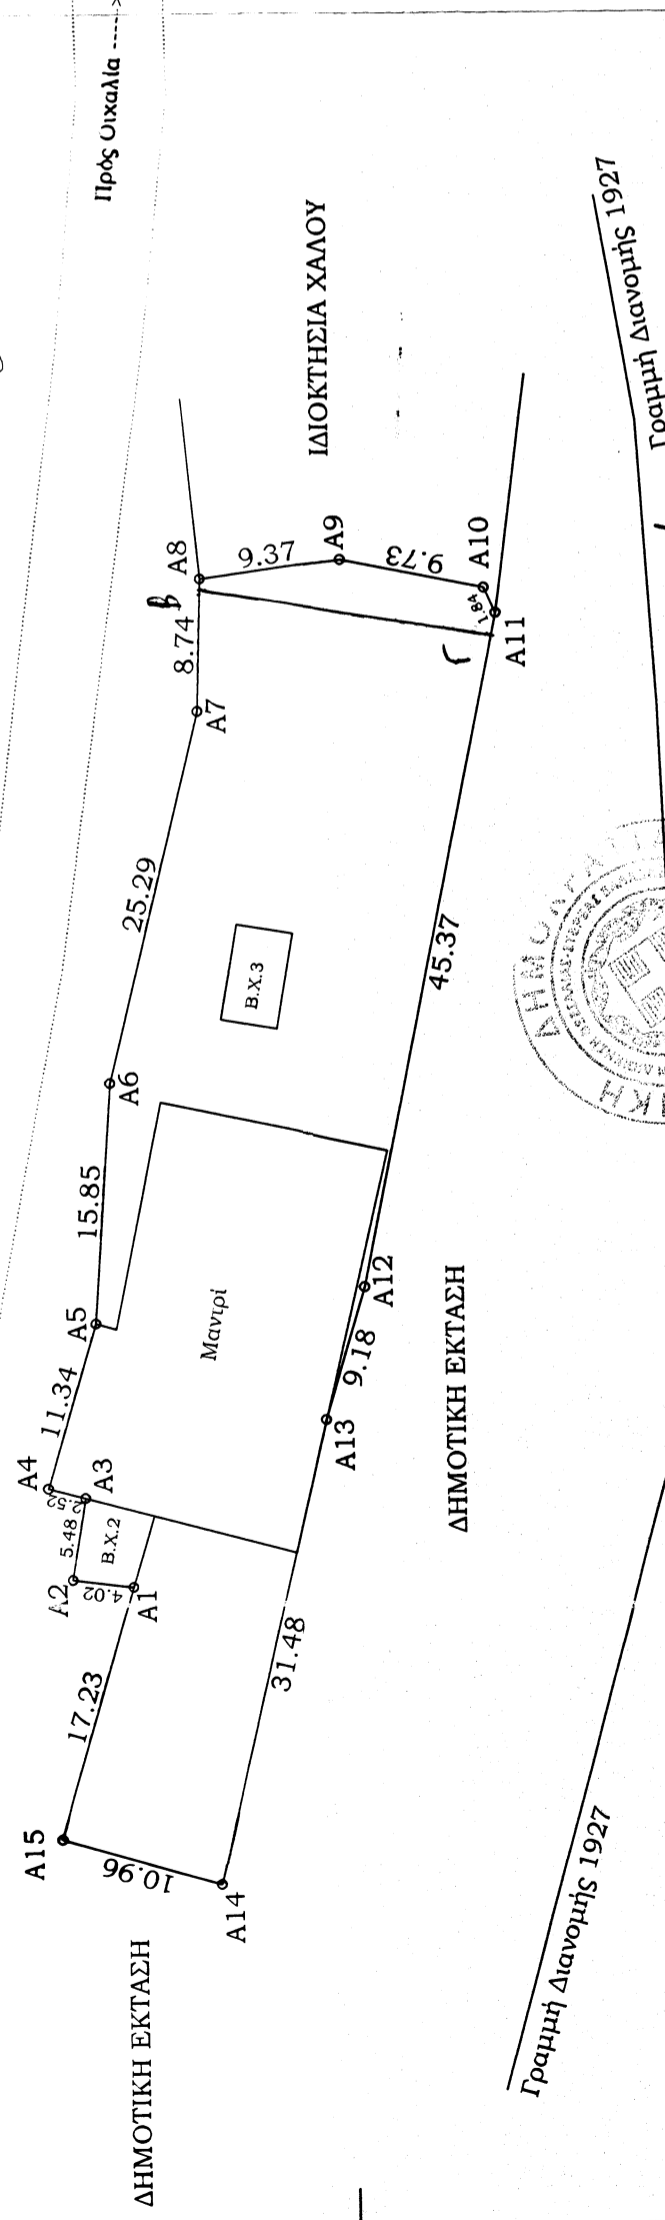 Πρός Οιχαλία ---->
ΙΔΙΟΚΤΗΣΙΑ ΧΑΛΟΥ
Γραμμή Διανομής 1927
Γραμμή Διανομής 1927
ΔΗΜΟΤΙΚΗ ΕΚΤΑΣΗ
ΔΗΜΟΤΙΚΗ ΕΚΤΑΣΗ
A15
17.23
A1
4.02
A2
5.48
A3
2.52
A4
11.34
A5
15.85
A6
25.29
A7
8.74
B
A8
9.37
A9
9.73
A10
1.84
A11
Γ
45.37
A12
9.18
A13
31.48
A14
10.96
B.X.2
Μαντρί
B.X.3